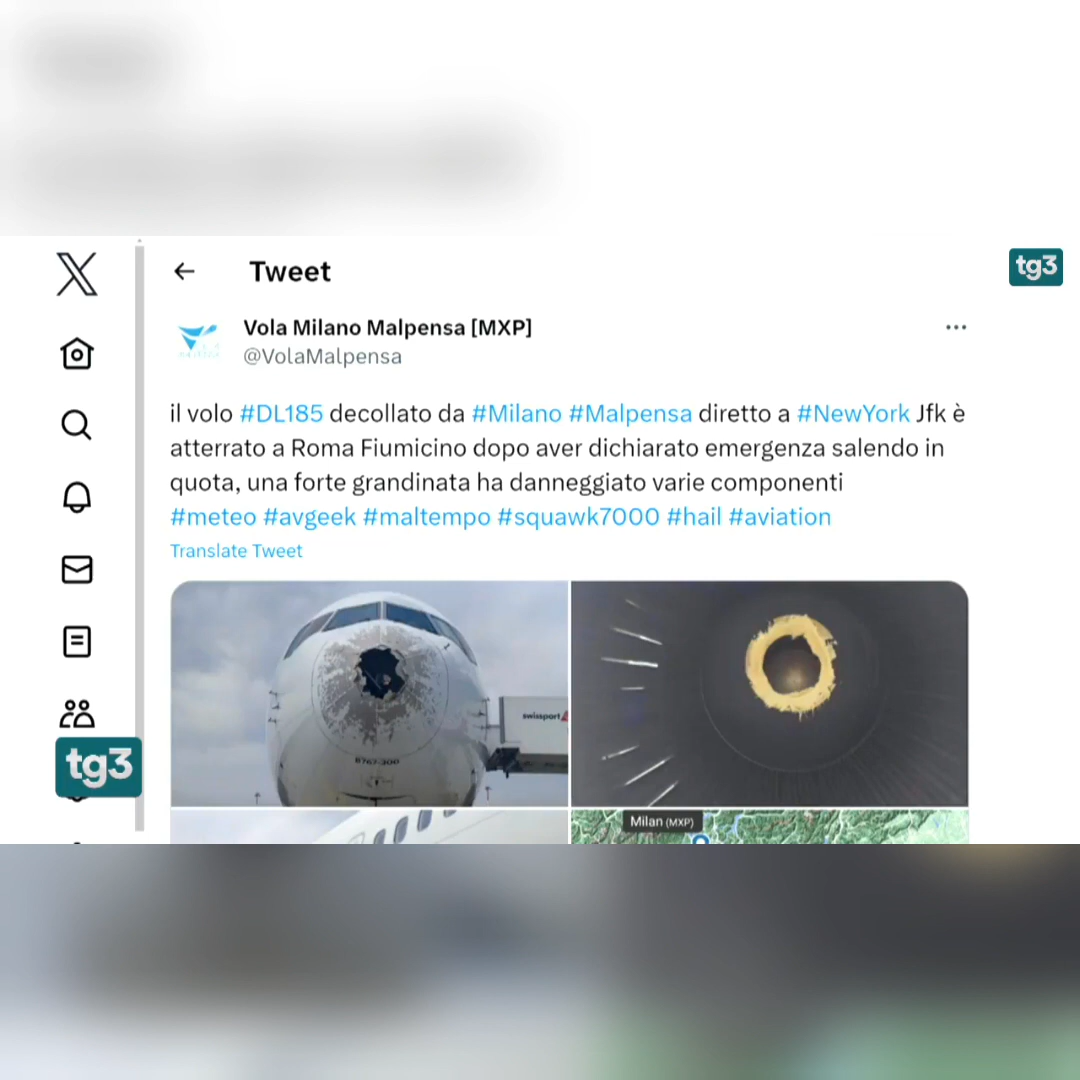 tg3
Tweet
Vola Milano Malpensa [MXP]
@VolaMalpensa
il volo #DL185 decollato da #Milano #Malpensa diretto a #NewYork Jfk è
atterrato a Roma Fiumicino dopo aver dichiarato emergenza salendo in
quota, una forte grandinata ha danneggiato varie componenti
#meteo #avgeek #maltempo #squawk7000 #hail #aviation
Translate Tweet
swissport
B767-300
tg3
Milan (MXP)